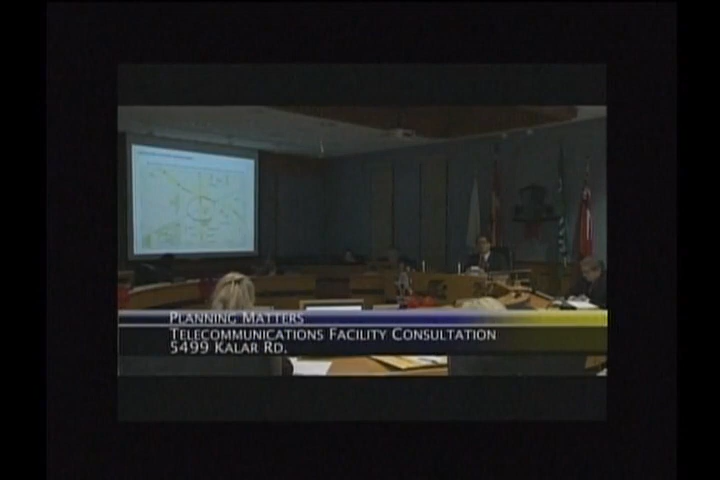 PLANNING MATTERS
TELECOMMUNICATIONS FACILITY CONSULTATION
5499 KALAR RD.